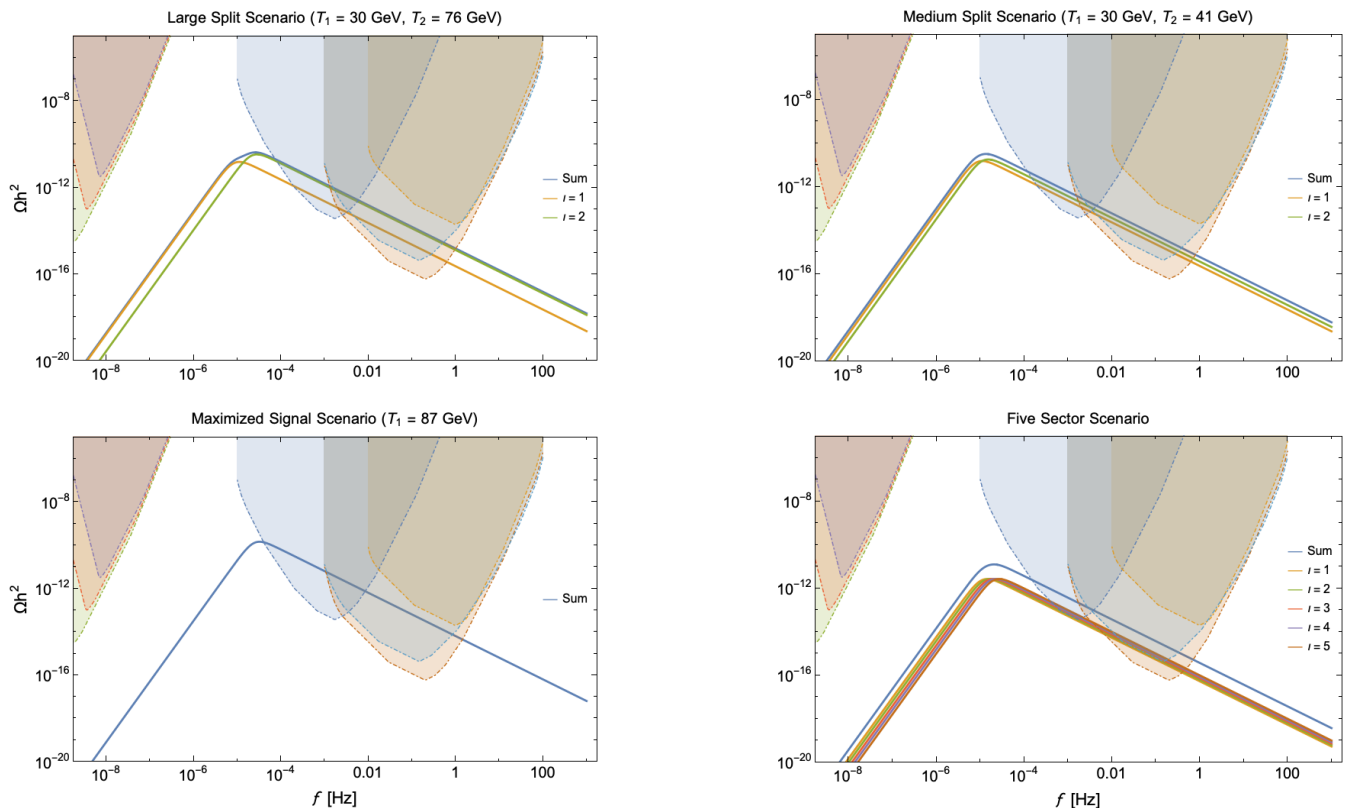 Large Split Scenario (T₁ = 30 GeV, T₂ = 76 GeV)
Ωh²
10⁻⁸
10⁻¹²
10⁻¹⁶
10⁻²⁰
10⁻⁸
10⁻⁶
10⁻⁴
0.01
1
100
Sum
ι = 1
ι = 2
Medium Split Scenario (T₁ = 30 GeV, T₂ = 41 GeV)
10⁻⁸
10⁻¹²
10⁻¹⁶
10⁻²⁰
10⁻⁸
10⁻⁶
10⁻⁴
0.01
1
100
Sum
ι = 1
ι = 2
Maximized Signal Scenario (T₁ = 87 GeV)
Ωh²
10⁻⁸
10⁻¹²
10⁻¹⁶
10⁻²⁰
10⁻⁸
10⁻⁶
10⁻⁴
0.01
1
100
f [Hz]
Sum
Five Sector Scenario
10⁻⁸
10⁻¹²
10⁻¹⁶
10⁻²⁰
10⁻⁸
10⁻⁶
10⁻⁴
0.01
1
100
f [Hz]
Sum
ι = 1
ι = 2
ι = 3
ι = 4
ι = 5